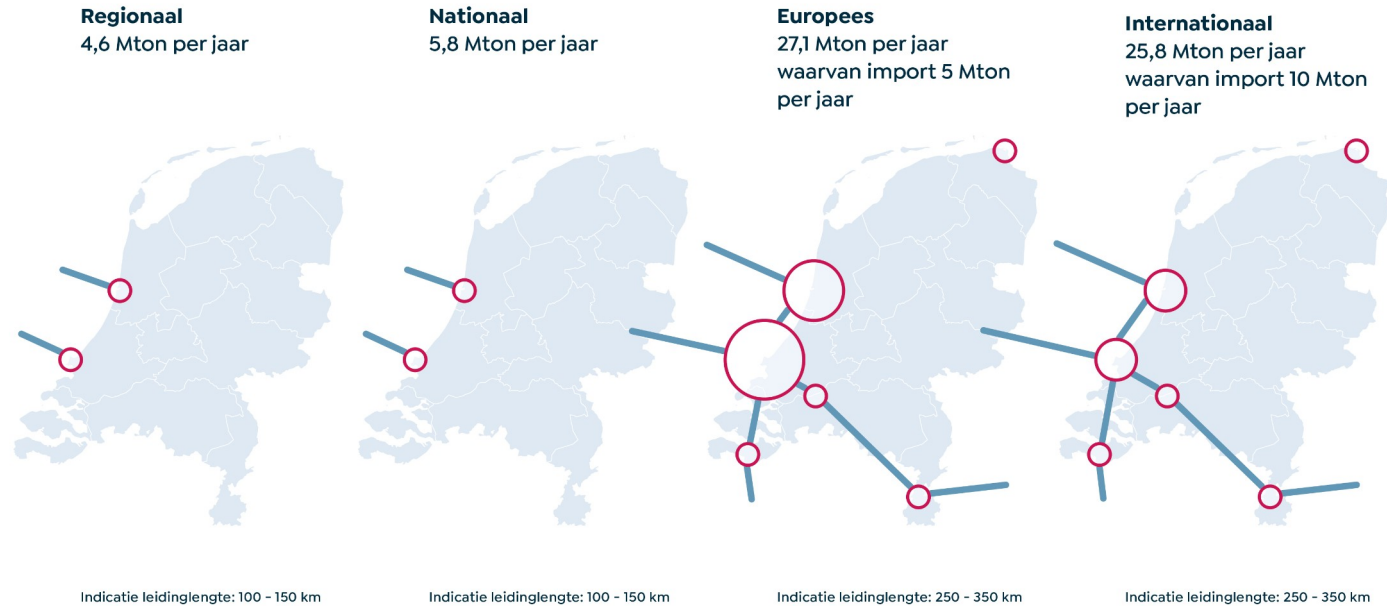 Regionaal
4,6 Mton per jaar
Nationaal
5,8 Mton per jaar
Europees
27,1 Mton per jaar
waarvan import 5 Mton
per jaar
Internationaal
25,8 Mton per jaar
waarvan import 10 Mton
per jaar
Indicatie leidinglengte: 100 - 150 km
Indicatie leidinglengte: 100 - 150 km
Indicatie leidinglengte: 250 - 350 km
Indicatie leidinglengte: 250 - 350 km